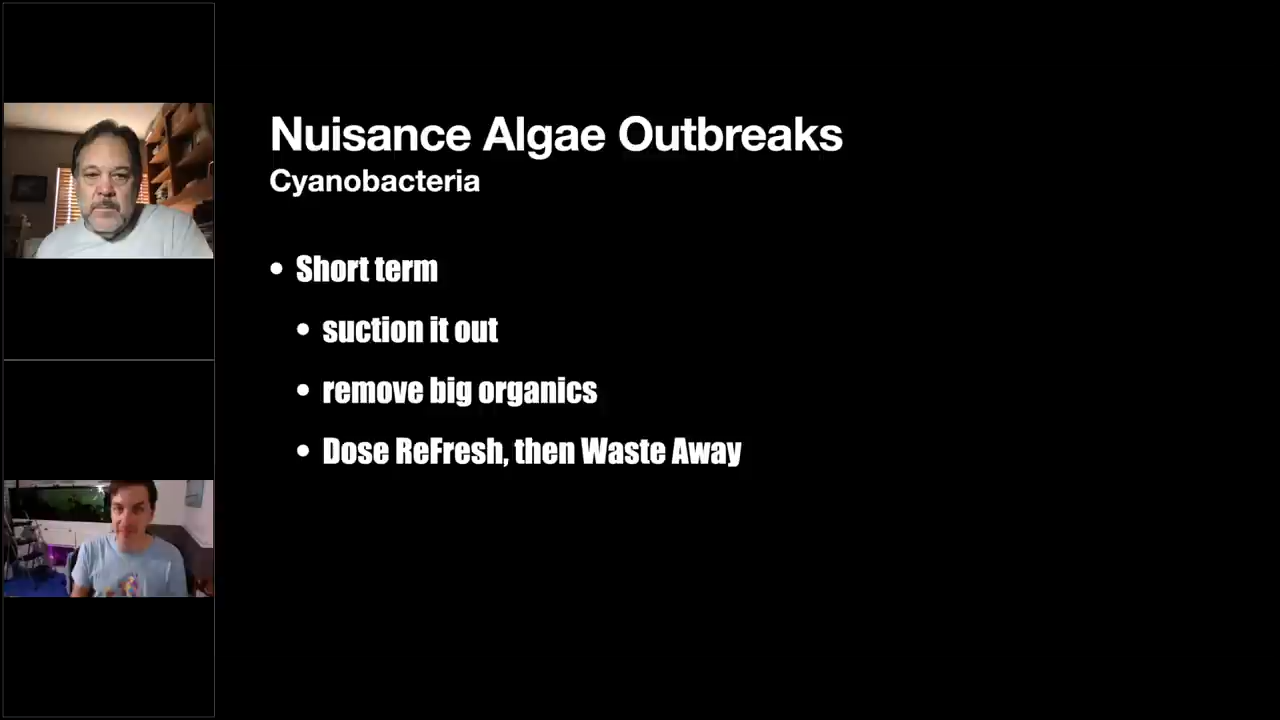 Nuisance Algae Outbreaks
Cyanobacteria
• Short term
• suction it out
• remove big organics
• Dose ReFresh, then Waste Away